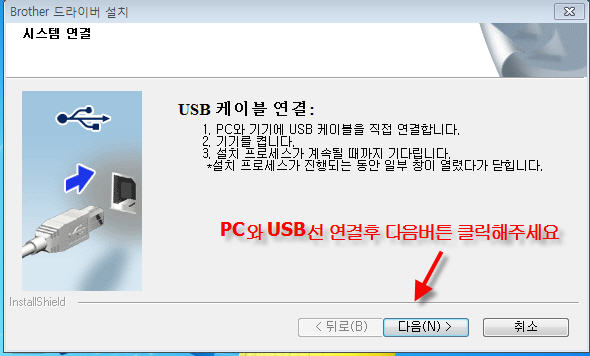 Brother 드라이버 설치
시스템 연결
USB 케이블 연결:
1. PC와 기기에 USB 케이블을 직접 연결합니다.
2. 기기를 켭니다.
3. 설치 프로세스가 계속될 때까지 기다립니다.
*설치 프로세스가 진행되는 동안 일부 창이 열렸다가 닫힙니다.
PC와 USB선 연결후 다음버튼 클릭해주세요
InstallShield
< 뒤로(B)
다음(N) >
취소